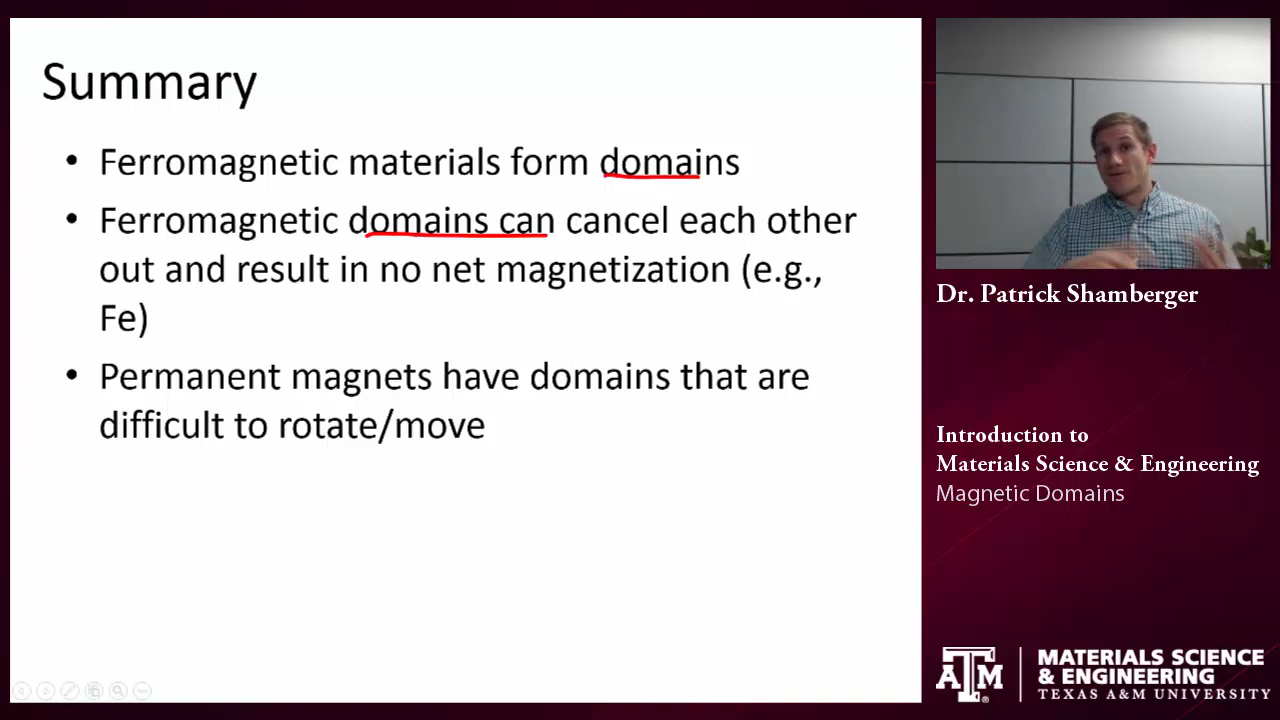 Summary
• Ferromagnetic materials form domains
• Ferromagnetic domains can cancel each other
out and result in no net magnetization (e.g.,
Fe)
• Permanent magnets have domains that are
difficult to rotate/move
Dr. Patrick Shamberger
Introduction to
Materials Science & Engineering
Magnetic Domains
ATM
MATERIALS SCIENCE
& ENGINEERING
TEXAS A&M UNIVERSITY